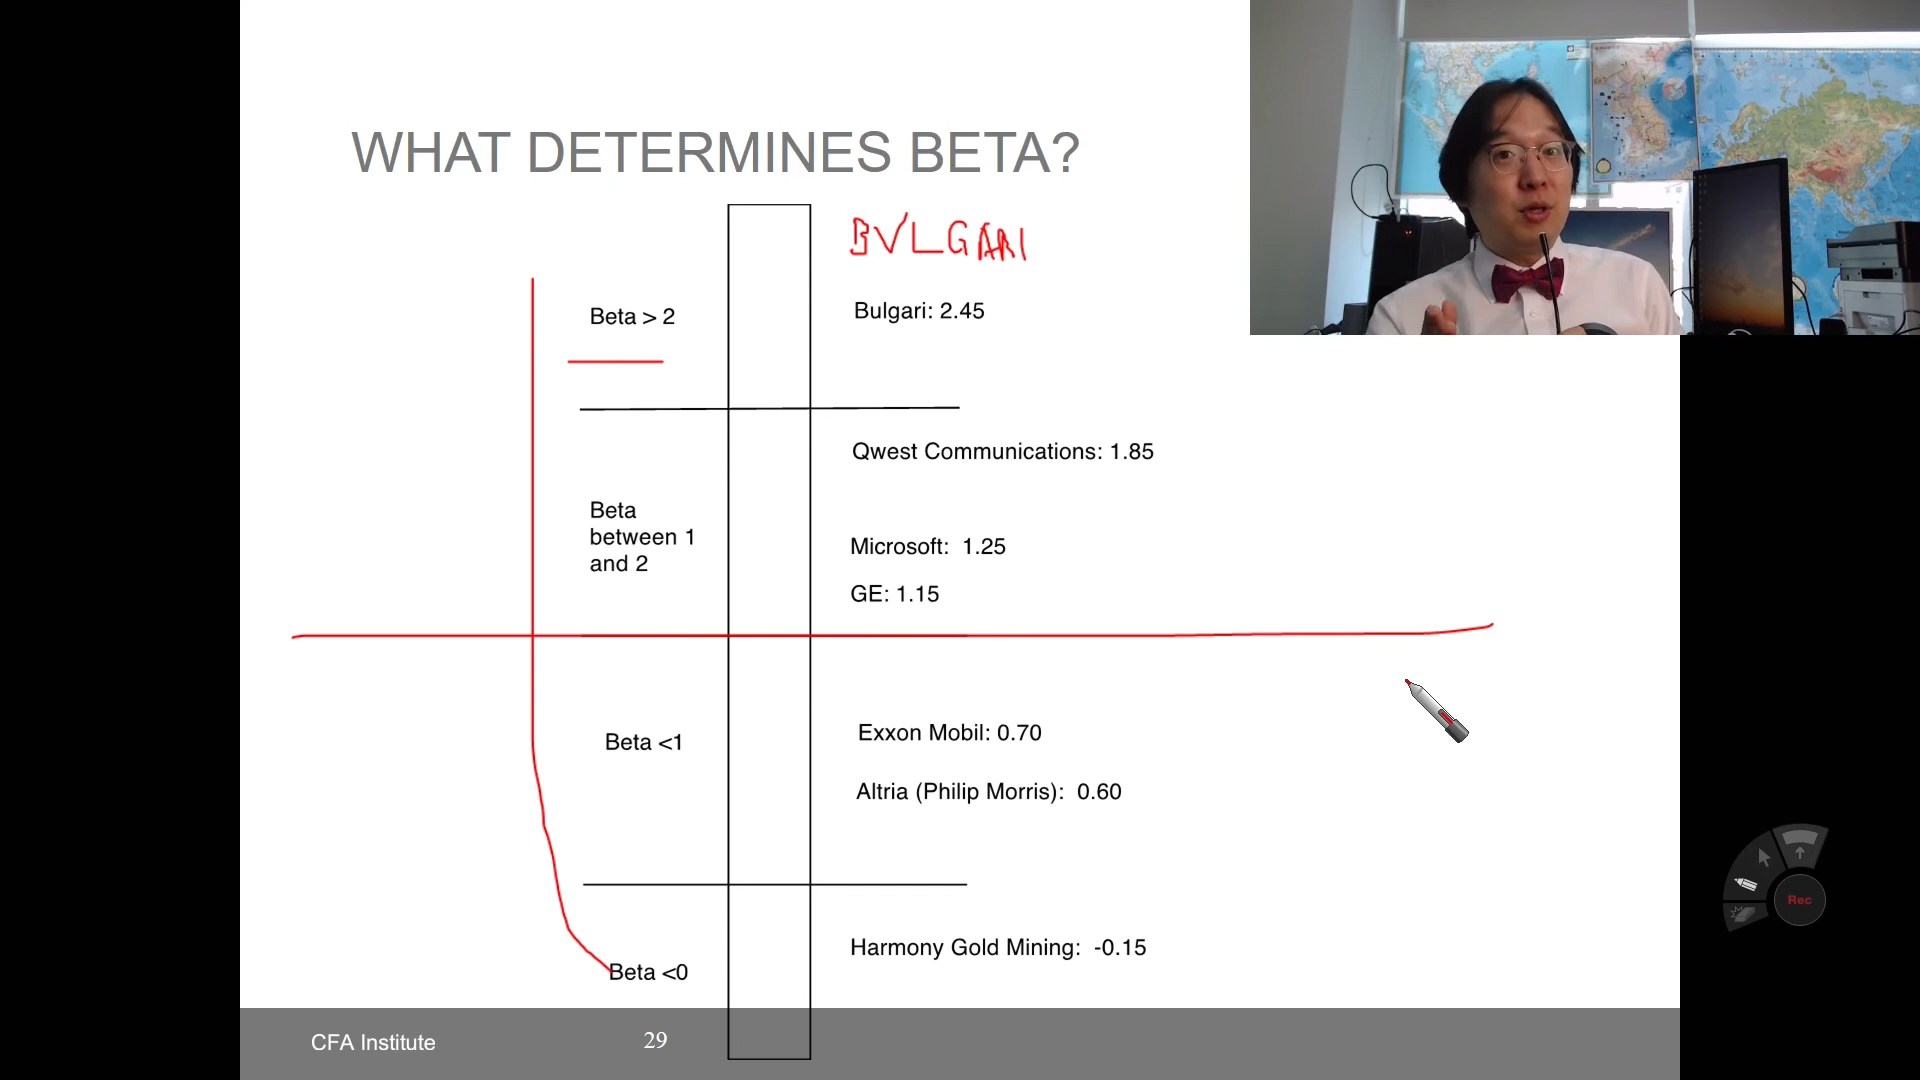 WHAT DETERMINES BETA?
BVLGARI
Beta > 2
Bulgari: 2.45
Qwest Communications: 1.85
Beta
between 1
and 2
Microsoft:  1.25
GE: 1.15
Beta <1
Exxon Mobil: 0.70
Altria (Philip Morris):  0.60
Harmony Gold Mining:  -0.15
Beta <0
CFA Institute
29
Rec